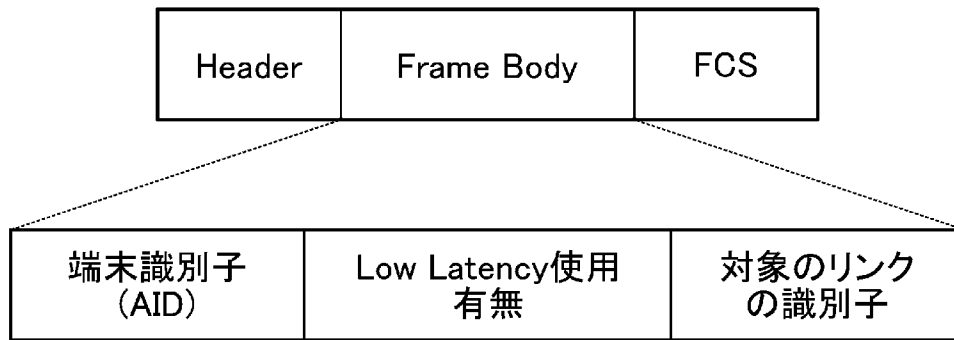 Header
Frame Body
FCS
端末識別子
(AID)
Low Latency使用
有無
対象のリンク
の識別子